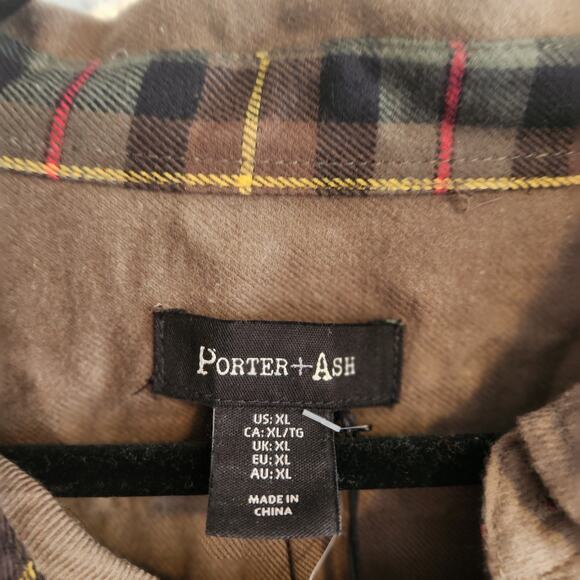 PORTER+ASH
US: XL
CA: XL/TG
UK: XL
EU: XL
AU: XL
MADE IN
CHINA